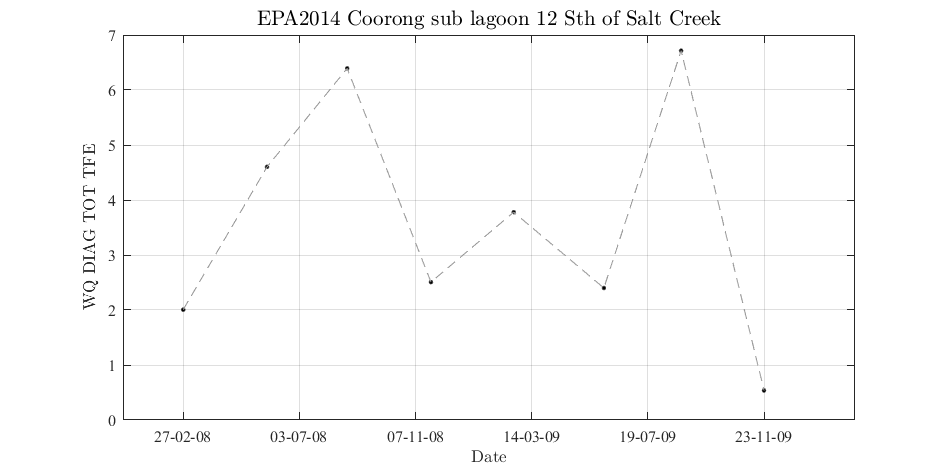 EPA2014 Coorong sub lagoon 12 Sth of Salt Creek
7
6
5
4
3
2
1
0
WQ DIAG TOT TFE
27-02-08 03-07-08 07-11-08 14-03-09 19-07-09 23-11-09
Date